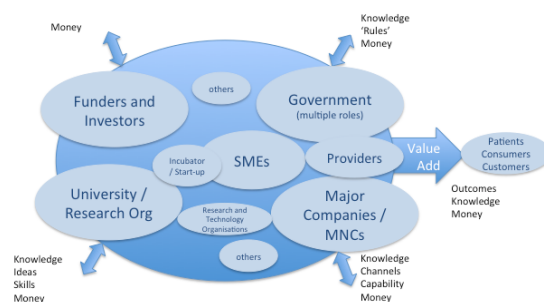 Money
Knowledge
‘Rules’
Money
others
Funders and
Investors
Government
(multiple roles)
Incubator
/ Start-up
SMEs
Providers
Value
Add
Patients
Consumers
Customers
University /
Research Org
Research and
Technology
Organisations
Major
Companies /
MNCs
Outcomes
Knowledge
Money
others
Knowledge
Ideas
Skills
Money
Knowledge
Channels
Capability
Money